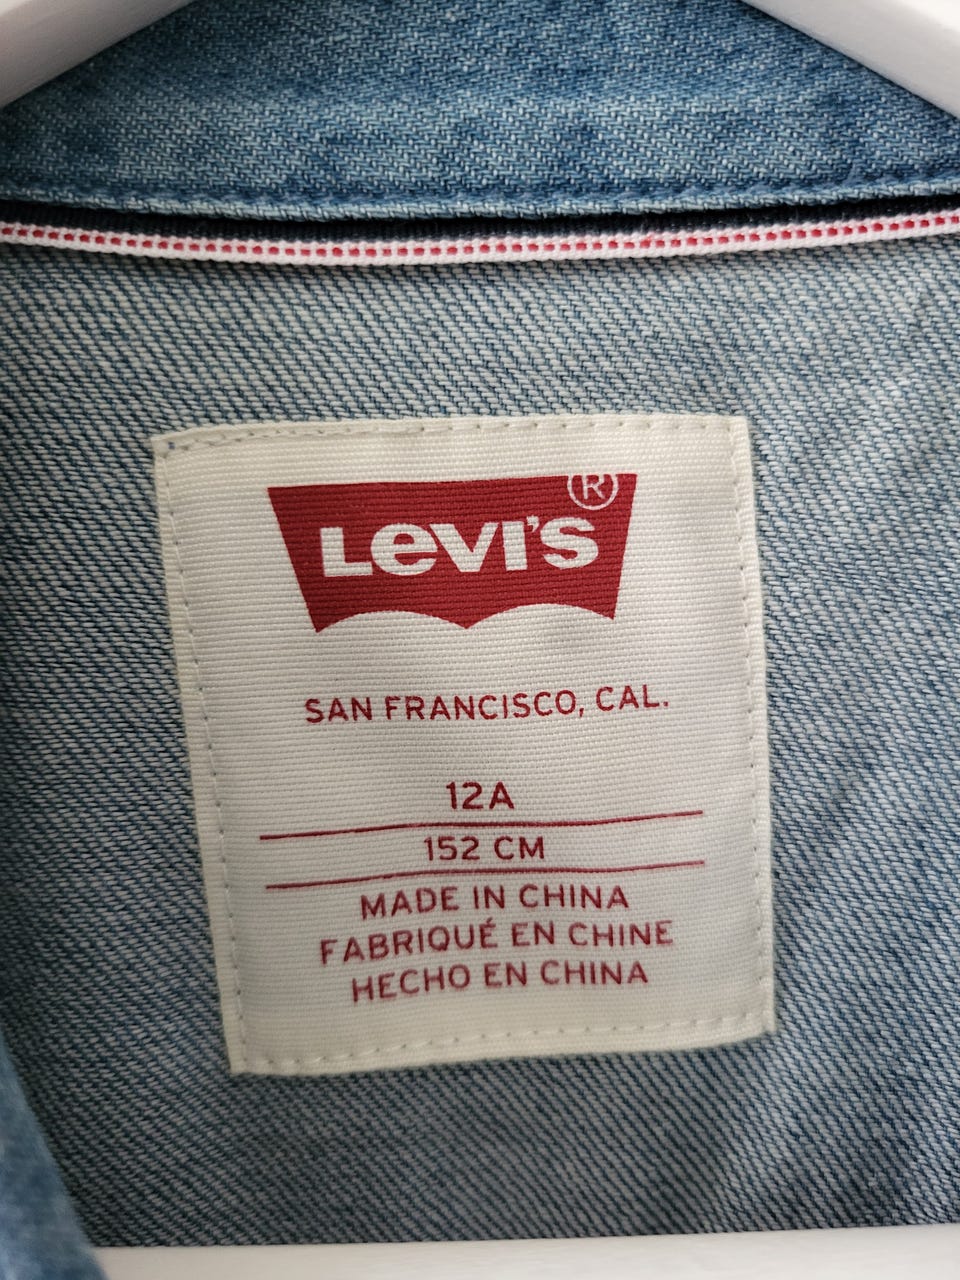 Levi's®
SAN FRANCISCO, CAL.
12A
152 CM
MADE IN CHINA
FABRIQUÉ EN CHINE
HECHO EN CHINA